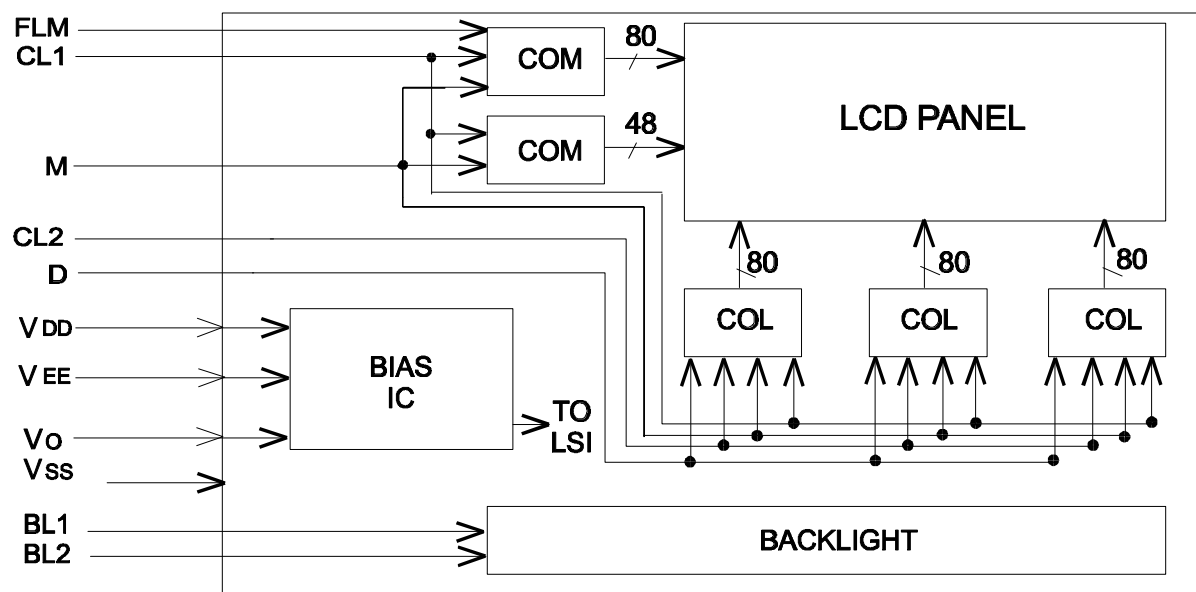 FLM
CL1
COM
80
LCD PANEL
48
COM
M
CL2
D
80
80
80
COL
COL
COL
VDD
VEE
VO
VSS
BIAS
IC
TO
LSI
BL1
BL2
BACKLIGHT